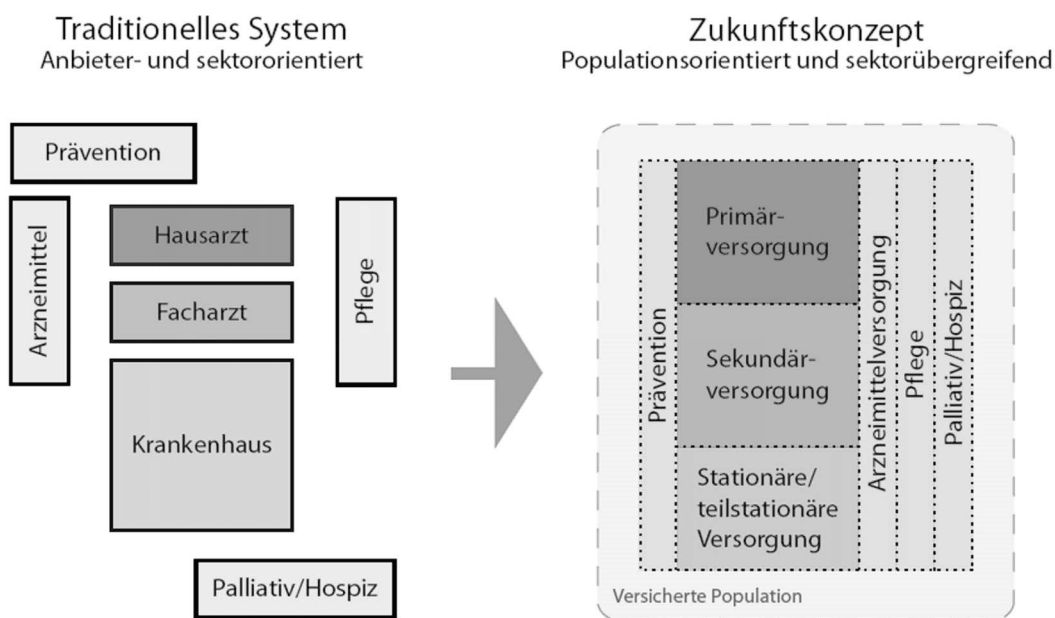 Traditionelles System
Anbieter- und sektororientiert
Prävention
Arzneimittel
Hausarzt
Facharzt
Krankenhaus
Pflege
Palliativ/Hospiz
Zukunftskonzept
Populationsorientiert und sektorübergreifend
Prävention
Primär-
versorgung
Sekundär-
versorgung
Stationäre/
teilstationäre
Versorgung
Arzneimittelversorgung
Pflege
Palliativ/Hospiz
Versicherte Population